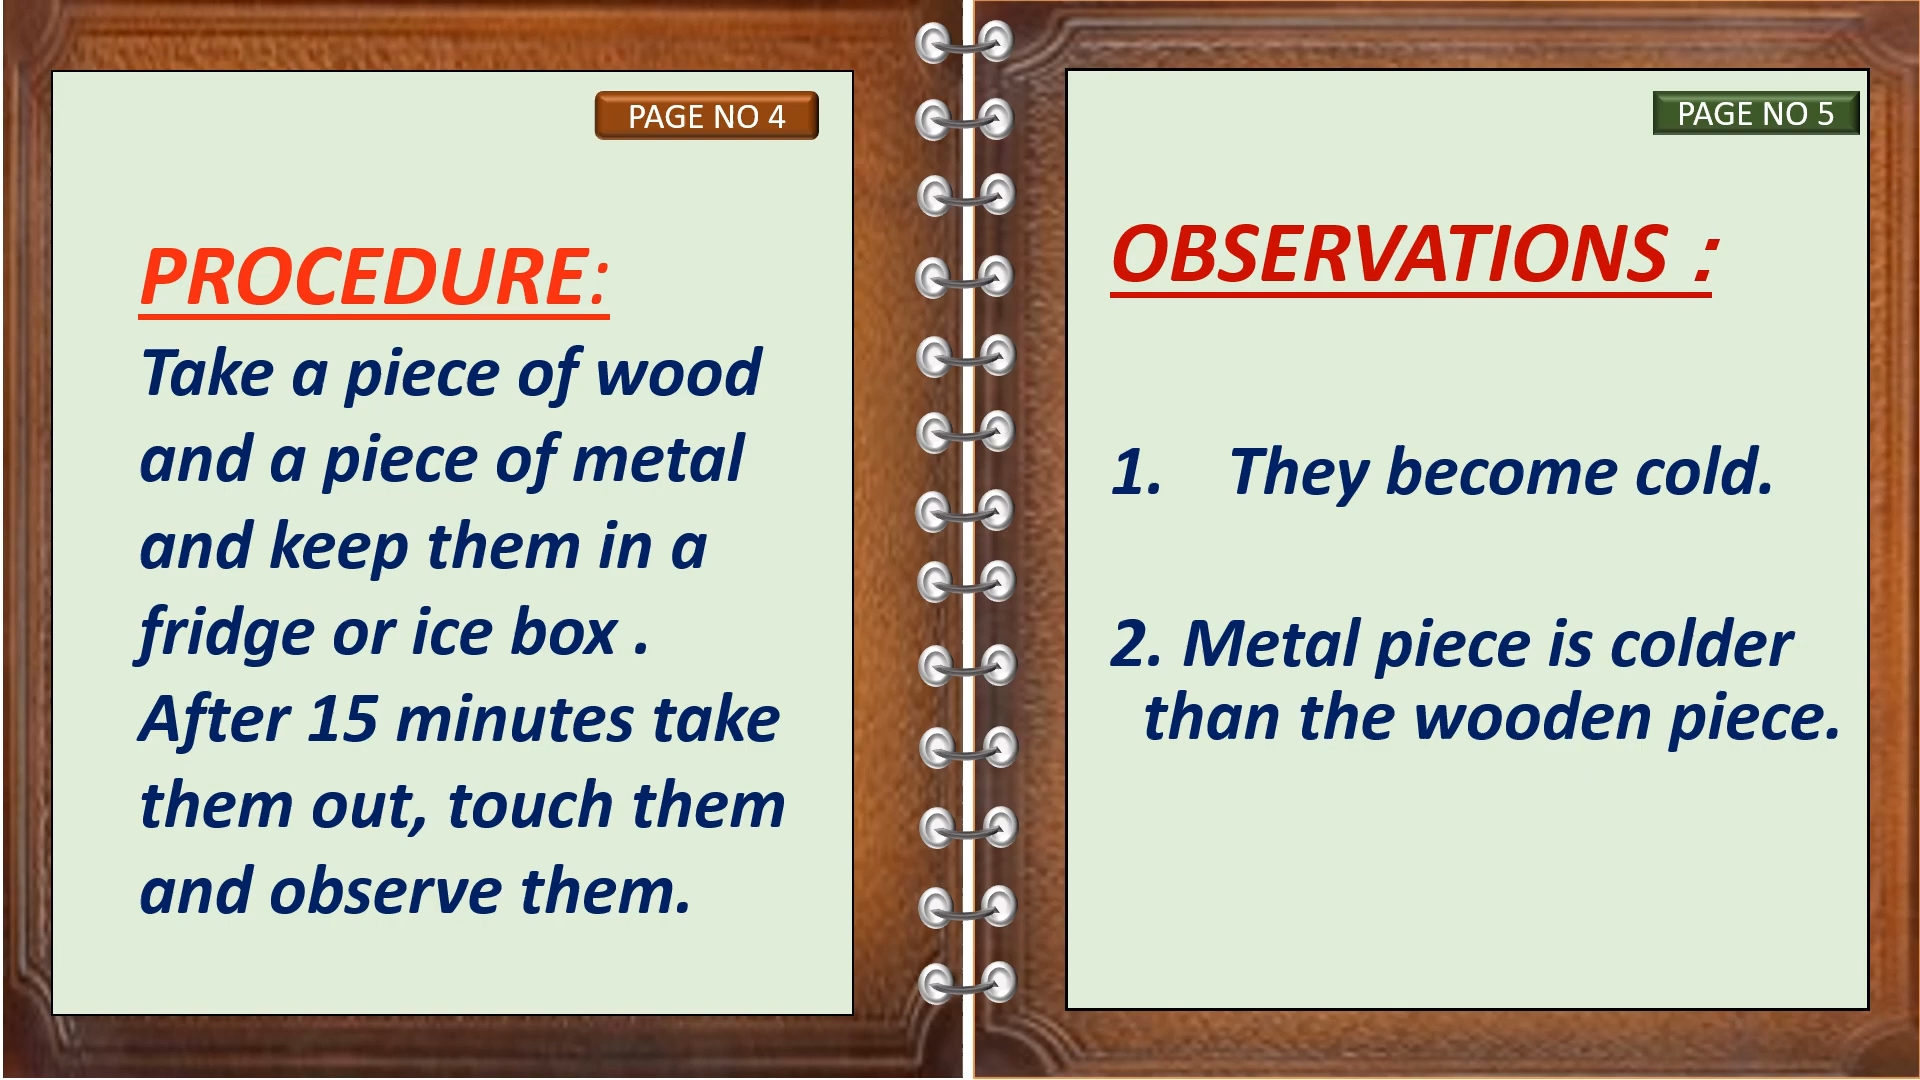 PAGE NO 4
PROCEDURE:
Take a piece of wood
and a piece of metal
and keep them in a
fridge or ice box .
After 15 minutes take
them out, touch them
and observe them.
PAGE NO 5
OBSERVATIONS :
1. They become cold.
2. Metal piece is colder
than the wooden piece.